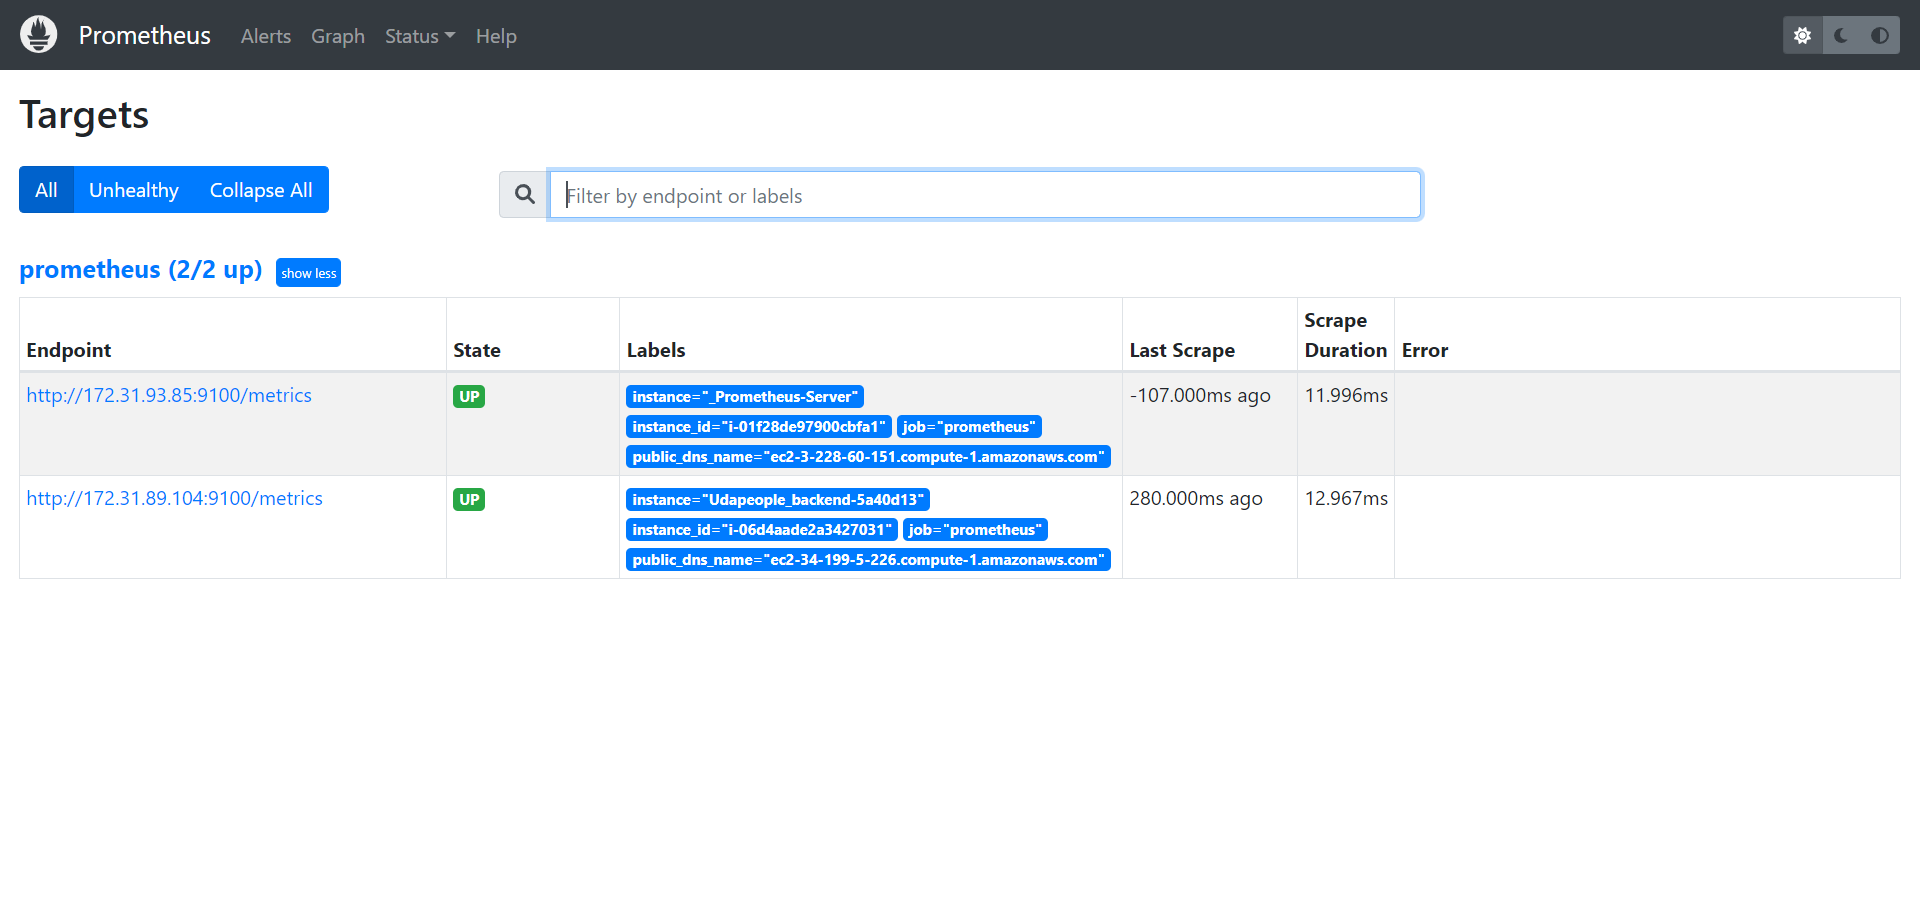 Prometheus Alerts Graph Status Help
Targets
All Unhealthy Collapse All
Filter by endpoint or labels
prometheus (2/2 up) show less
Endpoint State Labels Last Scrape Scrape Duration Error
http://172.31.93.85:9100/metrics UP instance="_Prometheus-Server" -107.000ms ago 11.996ms
instance_id="i-01f28de97900cbfa1" job="prometheus"
public_dns_name="ec2-3-228-60-151.compute-1.amazonaws.com"
http://172.31.89.104:9100/metrics UP instance="Udapeople_backend-5a40d13" 280.000ms ago 12.967ms
instance_id="i-06d4aade2a3427031" job="prometheus"
public_dns_name="ec2-34-199-5-226.compute-1.amazonaws.com"